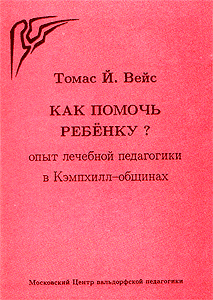 Томас Й. Вейс
КАК ПОМОЧЬ
РЕБЁНКУ ?
опыт лечебной педагогики
в Кэмпхилл–общинах
Московский Центр вальдорфской педагогики